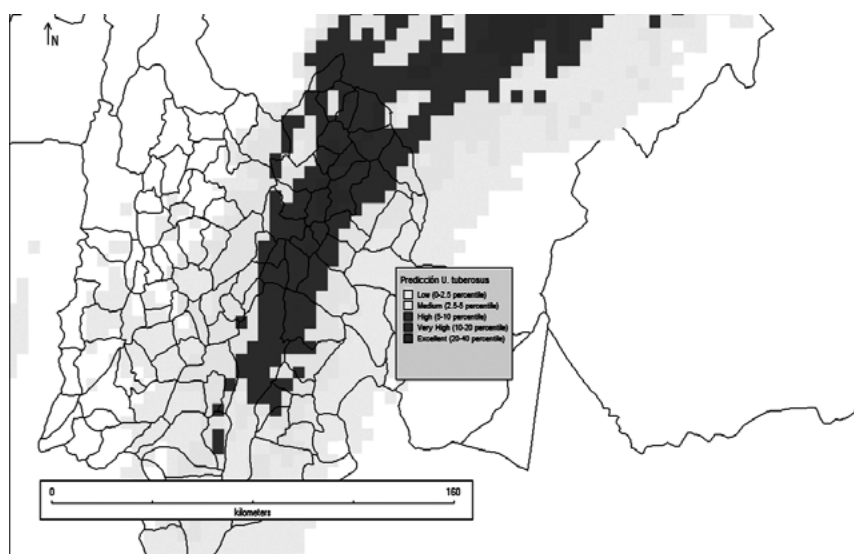 N
Predicción U. tuberosus
Low (0-2.5 percentile)
Medium (2.5-5 percentile)
High (5-10 percentile)
Very High (10-20 percentile)
Excellent (20-40 percentile)
0 160
kilometers